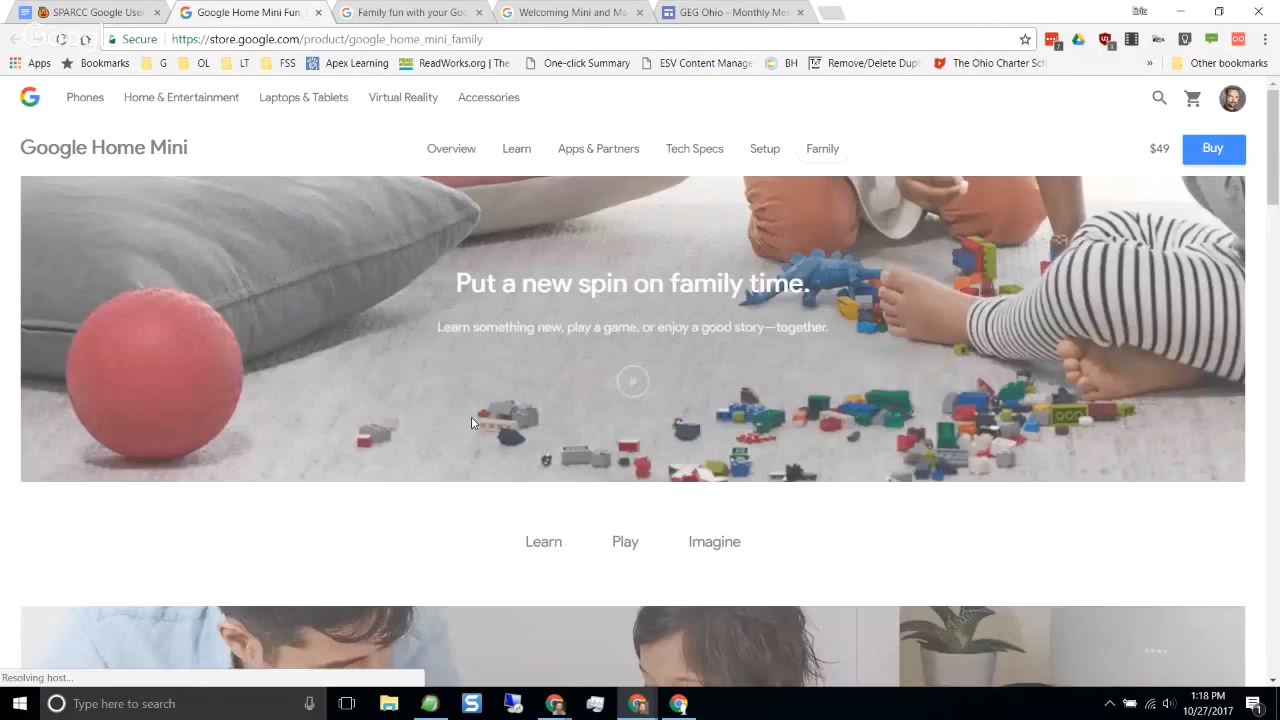 SPARCC Google User
Google Home Mini Fun
Family fun with your Goo
Welcoming Mini and Ma
GEG Ohio - Monthly Mee
Secure
https://store.google.com/product/google_home_mini_family
7
1
Apps
Bookmarks
G
OL
LT
FSS
Apex Learning
ReadWorks.org | The
One-click Summary
ESV Content Manage
BH
Remove/Delete Dupl
The Ohio Charter Sch
»
Other bookmarks
Phones
Home & Entertainment
Laptops & Tablets
Virtual Reality
Accessories
Google Home Mini
Overview
Learn
Apps & Partners
Tech Specs
Setup
Family
$49
Buy
Put a new spin on family time.
Learn something new, play a game, or enjoy a good story—together.
Learn
Play
Imagine
Resolving host...
Type here to search
1:18 PM
10/27/2017